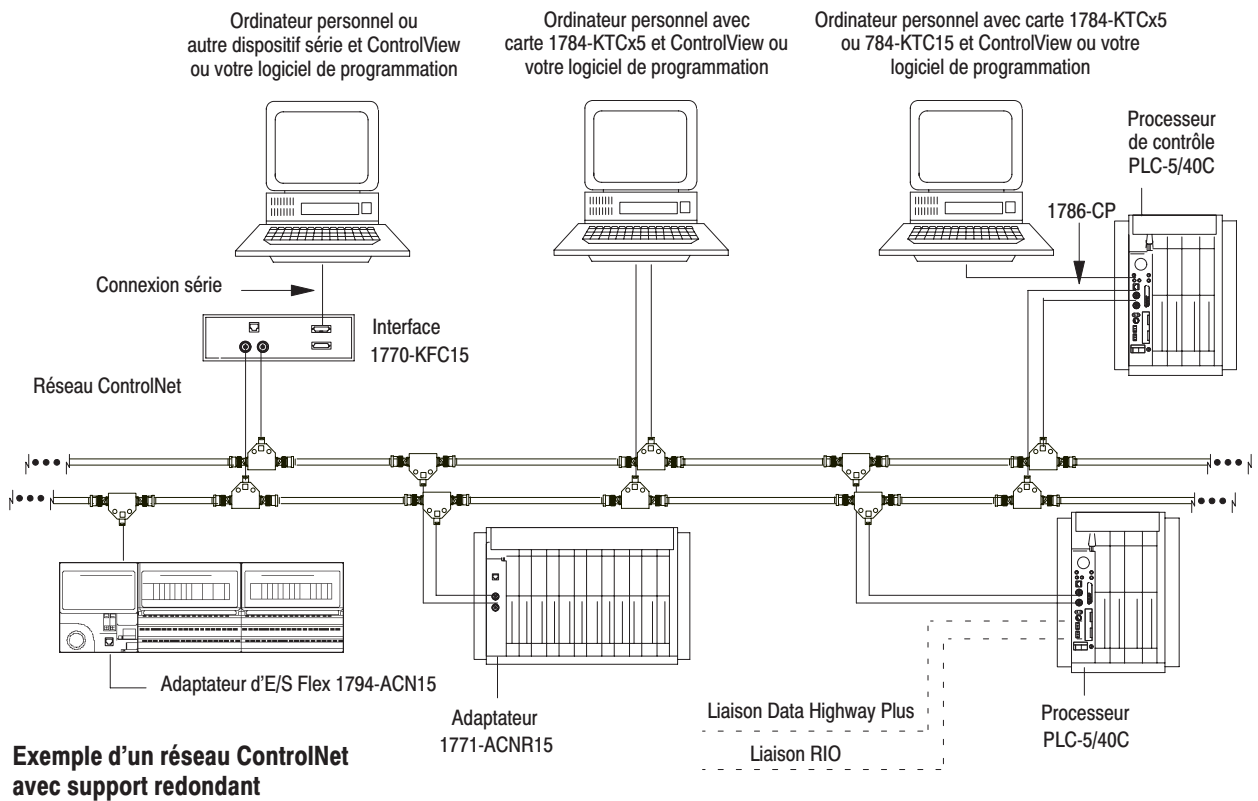 Ordinateur personnel ou
autre dispositif série et ControlView
ou votre logiciel de programmation
Ordinateur personnel avec
carte 1784-KTCx5 et ControlView ou
votre logiciel de programmation
Ordinateur personnel avec carte 1784-KTCx5
ou 784-KTC15 et ControlView ou votre
logiciel de programmation
Processeur
de contrôle
PLC-5/40C
1786-CP
Connexion série
Interface
1770-KFC15
Réseau ControlNet
Adaptateur d'E/S Flex 1794-ACN15
Adaptateur
1771-ACNR15
Liaison Data Highway Plus
Liaison RIO
Processeur
PLC-5/40C
Exemple d'un réseau ControlNet
avec support redondant